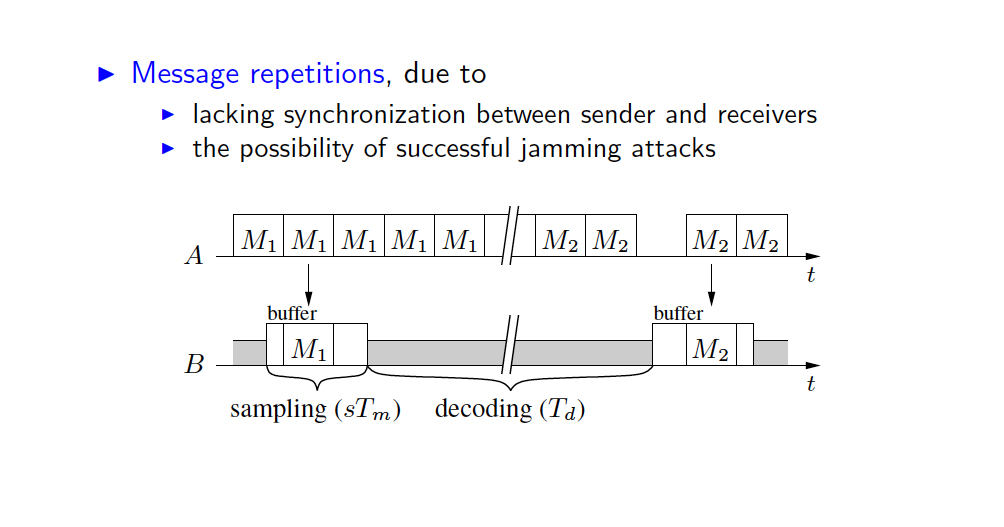 ▶ Message repetitions, due to
▶ lacking synchronization between sender and receivers
▶ the possibility of successful jamming attacks
A M₁ M₁ M₁ M₁ M₁ M₂ M₂ M₂ M₂
t
buffer buffer
B M₁ M₂
t
sampling (sTₘ) decoding (T_d)